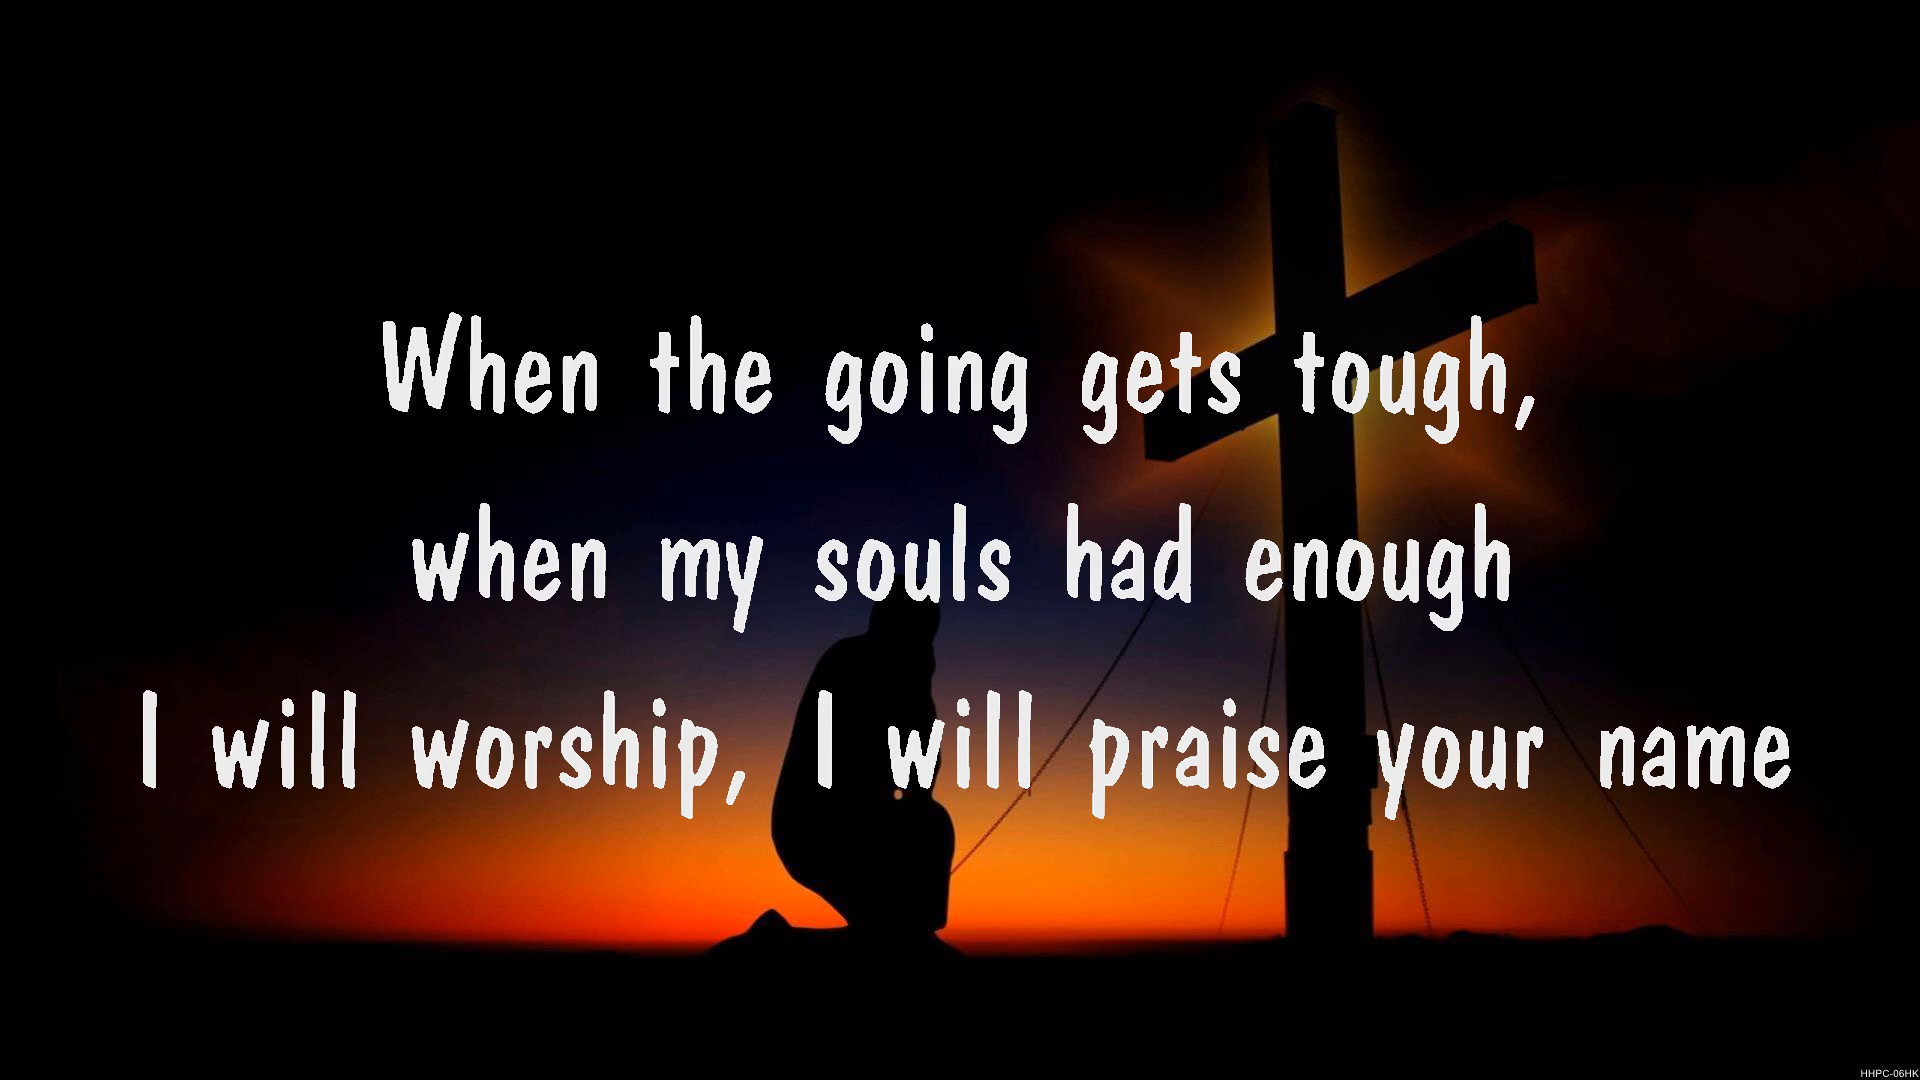 When the going gets tough,
when my souls had enough
I will worship, I will praise your name
HHPC-06HK